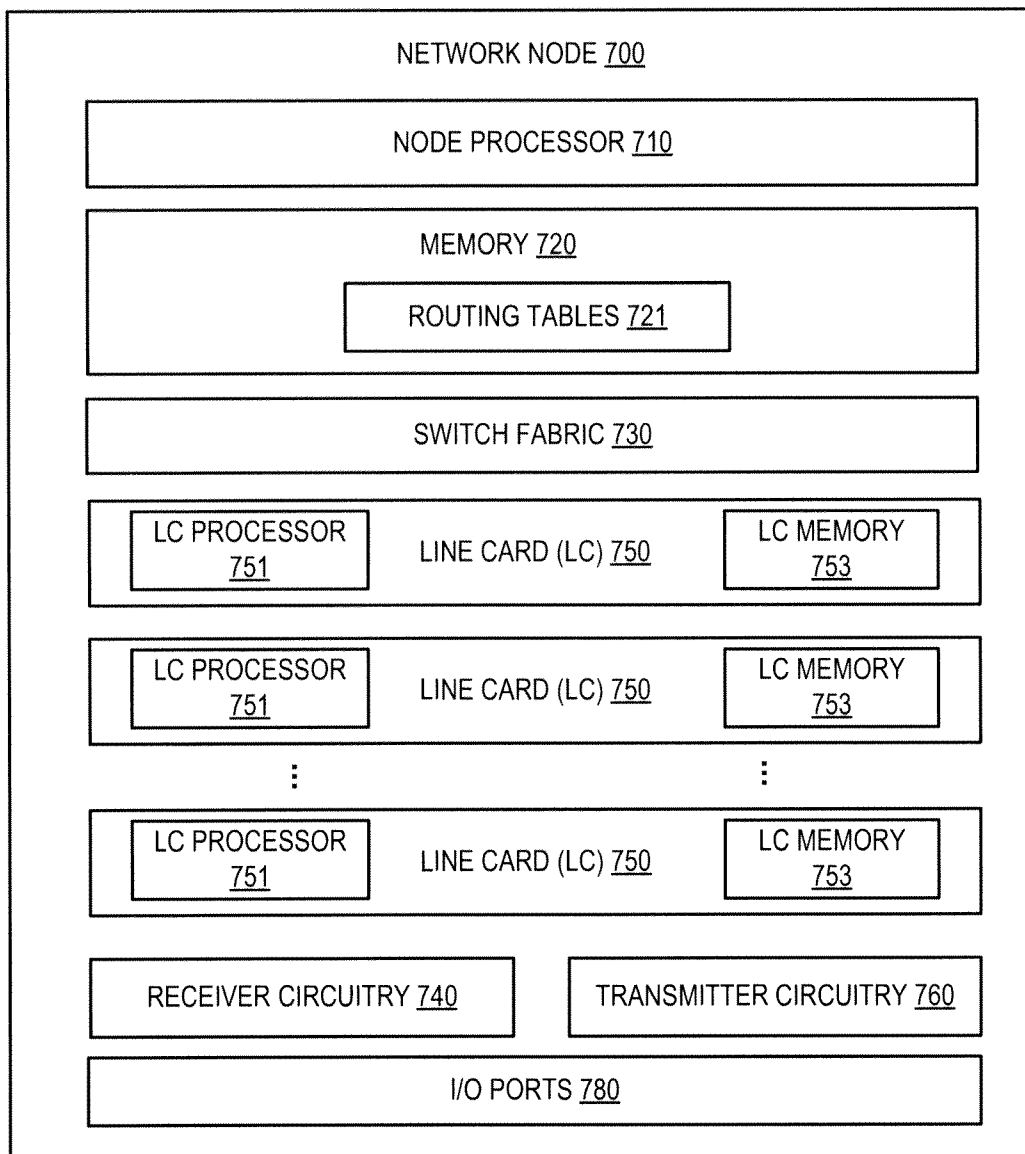 NETWORK NODE 700
NODE PROCESSOR 710
MEMORY 720
ROUTING TABLES 721
SWITCH FABRIC 730
LC PROCESSOR
751
LINE CARD (LC) 750
LC MEMORY
753
LC PROCESSOR
751
LINE CARD (LC) 750
LC MEMORY
753
LC PROCESSOR
751
LINE CARD (LC) 750
LC MEMORY
753
RECEIVER CIRCUITRY 740
TRANSMITTER CIRCUITRY 760
I/O PORTS 780